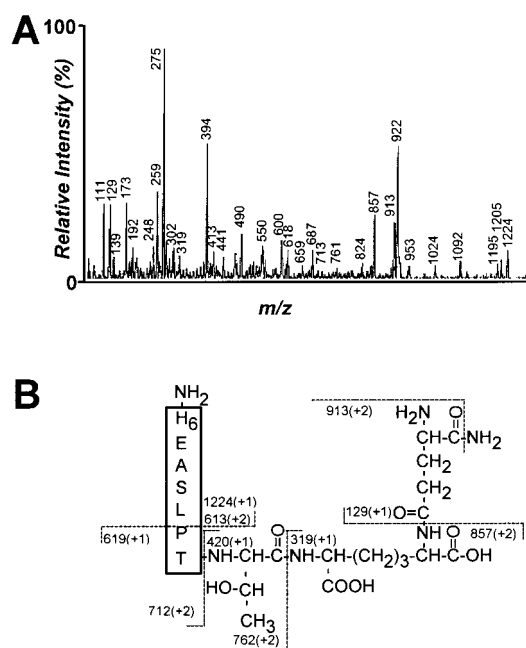 A
100
Relative Intensity (%)
0
111
129
139
173
192
248
259
275
302
319
394
413
441
490
550
600
618
659
687
713
761
824
857
913
922
953
1024
1092
1195
1205
1224
m/z
B
NH2
H6
E
A
S
L
P
T
913(+2)
H2N
O
CH-C-NH2
CH2
CH2
O=C
129(+1)
NH
857(+2)
1224(+1)
613(+2)
619(+1)
420(+1)
O
319(+1)
O
-NH-CH-C-NH-CH-(CH2)3-CH-C-OH
HO-CH
COOH
CH3
712(+2)
762(+2)